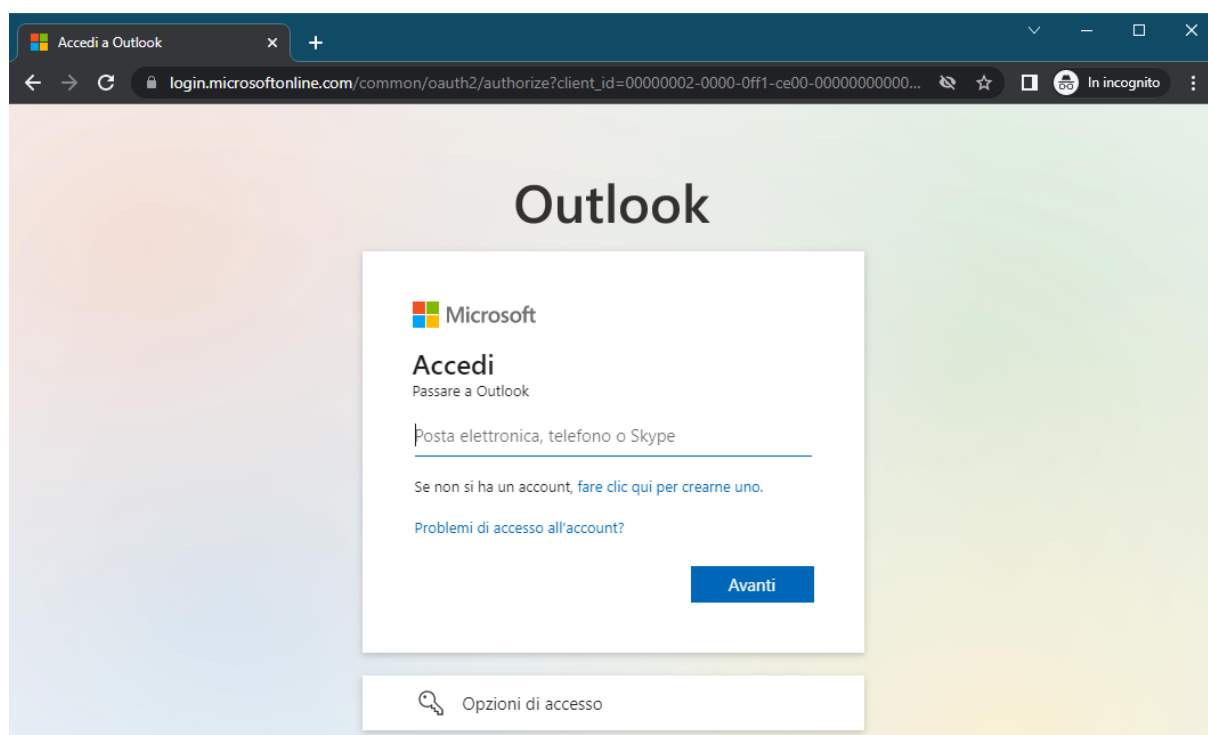 Accedi a Outlook
login.microsoftonline.com/common/oauth2/authorize?client_id=00000002-0000-0ff1-ce00-00000000000...
In incognito
Outlook
Microsoft
Accedi
Passare a Outlook
Posta elettronica, telefono o Skype
Se non si ha un account, fare clic qui per crearne uno.
Problemi di accesso all'account?
Avanti
Opzioni di accesso